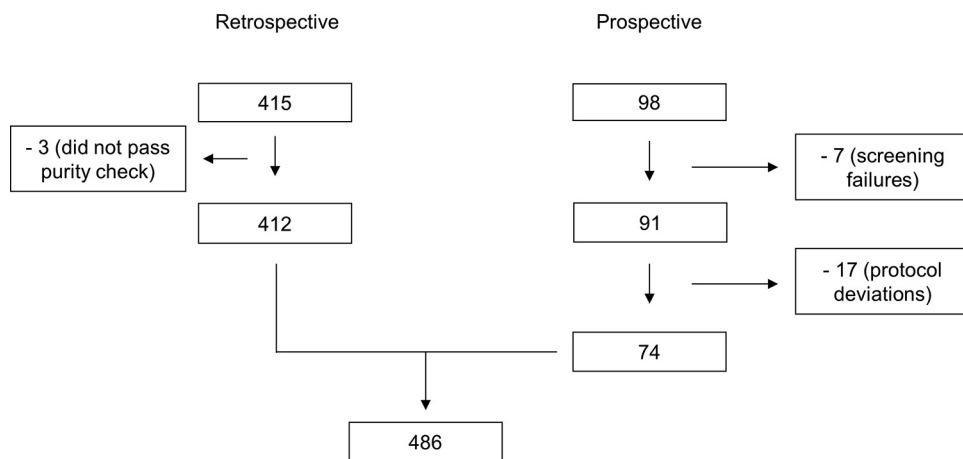 Retrospective
Prospective
415
98
- 3 (did not pass
purity check)
- 7 (screening
failures)
412
91
- 17 (protocol
deviations)
74
486